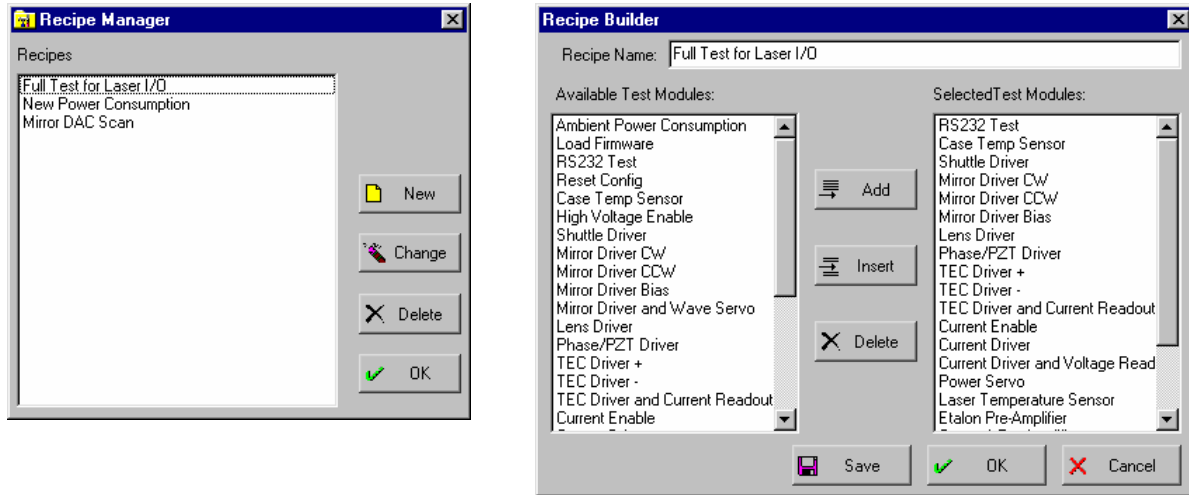 Recipe Manager
Recipes
Full Test for Laser I/O
New Power Consumption
Mirror DAC Scan
New
Change
Delete
OK
Recipe Builder
Recipe Name: Full Test for Laser I/O
Available Test Modules:
Ambient Power Consumption
Load Firmware
RS232 Test
Reset Config
Case Temp Sensor
High Voltage Enable
Shuttle Driver
Mirror Driver CW
Mirror Driver CCW
Mirror Driver Bias
Mirror Driver and Wave Servo
Lens Driver
Phase/PZT Driver
TEC Driver +
TEC Driver -
TEC Driver and Current Readout
Current Enable
Add
Insert
Delete
SelectedTest Modules:
RS232 Test
Case Temp Sensor
Shuttle Driver
Mirror Driver CW
Mirror Driver CCW
Mirror Driver Bias
Lens Driver
Phase/PZT Driver
TEC Driver +
TEC Driver -
TEC Driver and Current Readout
Current Enable
Current Driver
Current Driver and Voltage Read
Power Servo
Laser Temperature Sensor
Etalon Pre-Amplifier
Save
OK
Cancel